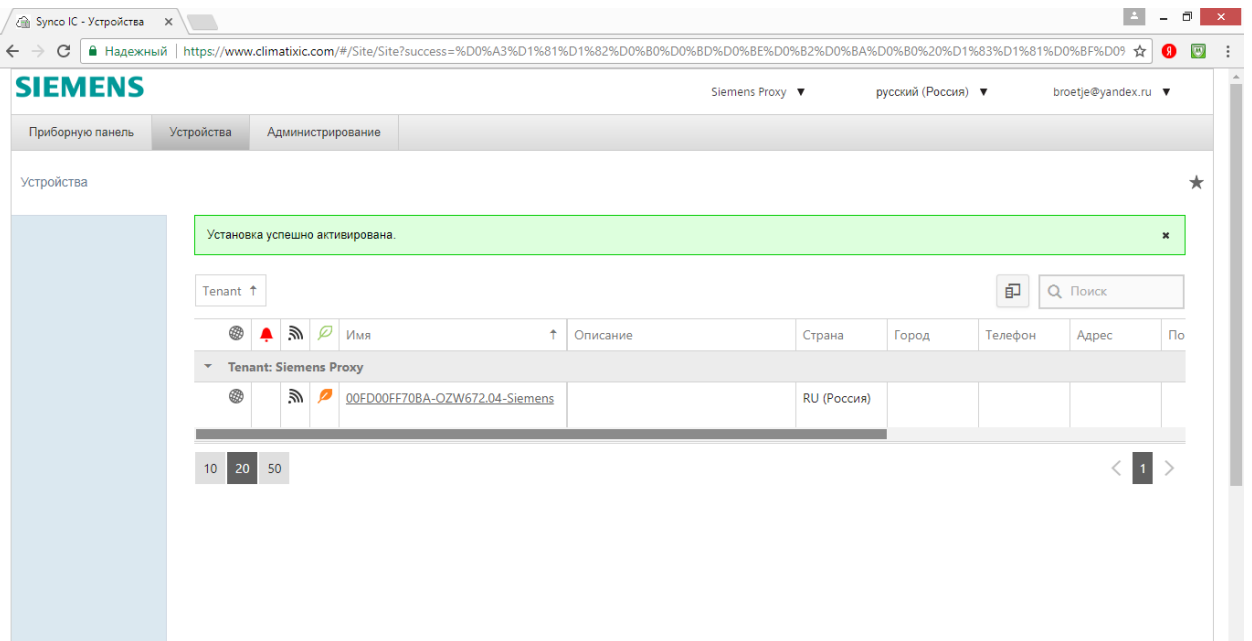 Synco IC - Устройства
Надежный https://www.climatixic.com/#/Site/Site?success=%D0%A3%D1%81%D1%82%D0%B0%D0%BD%D0%BE%D0%B2%D0%BA%D0%B0%20%D1%83%D1%81%D0%BF%D0%
SIEMENS
Siemens Proxy ▼ русский (Россия) ▼ broetje@yandex.ru ▼
Приборную панель Устройства Администрирование
Устройства
Установка успешно активирована.
Tenant ↑ Поиск
Имя ↑ Описание Страна Город Телефон Адрес По
Tenant: Siemens Proxy
00FD00FF70BA-OZW672.04-Siemens RU (Россия)
10 20 50 1